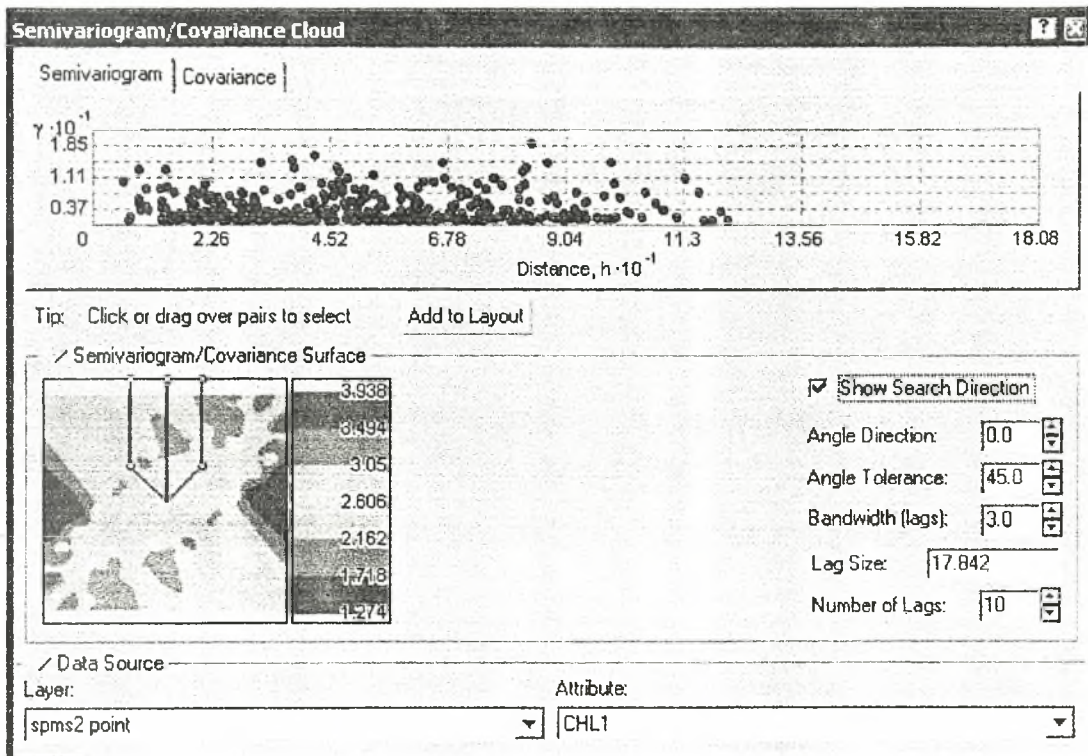 Semivariogram/Covariance Cloud
Semivariogram Covariance
γ ·10⁻¹
1.85
1.11
0.37
0 2.26 4.52 6.78 9.04 11.3 13.56 15.82 18.08
Distance, h ·10⁻¹
Tip: Click or drag over pairs to select Add to Layout
Semivariogram/Covariance Surface
3.938
3.494
3.05
2.606
2.162
1.718
1.274
Show Search Direction
Angle Direction: 0.0
Angle Tolerance: 45.0
Bandwidth (lags): 3.0
Lag Size: 17.842
Number of Lags: 10
Data Source
Layer: Attribute:
spms2 point CHL1